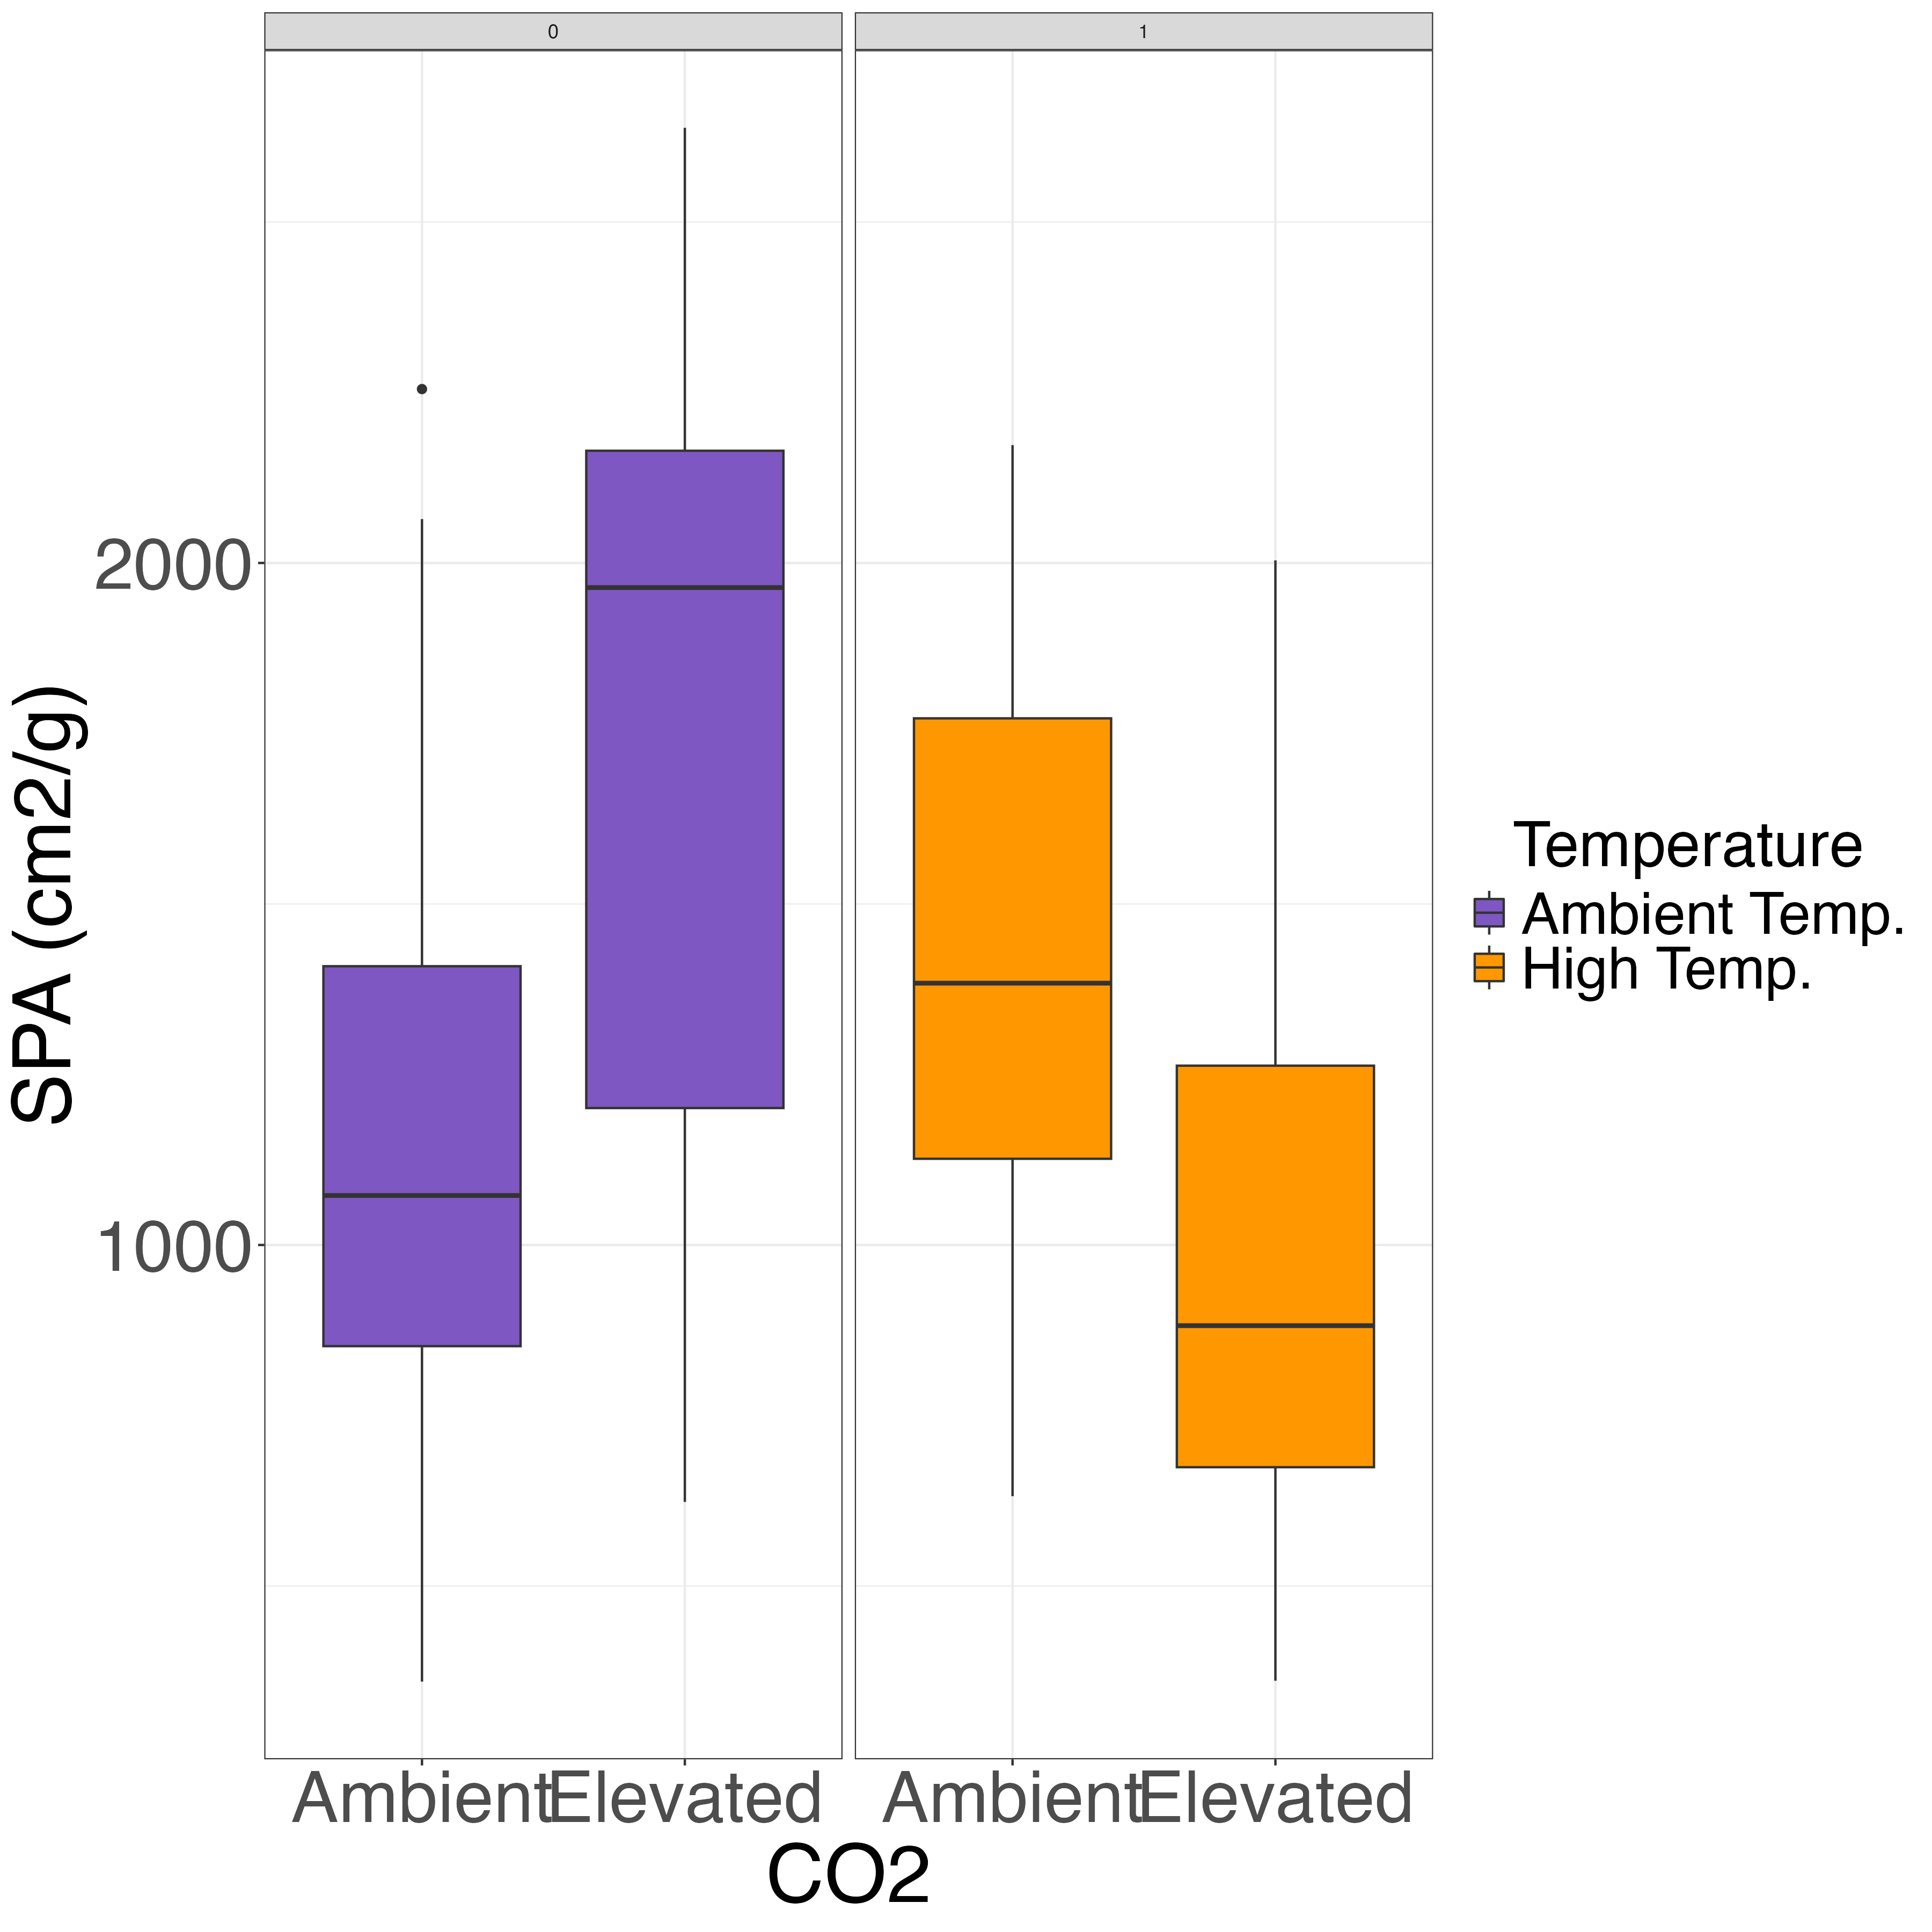 0
1
SPA (cm2/g)
2000
1000
Ambient Elevated
Ambient Elevated
CO2
Temperature
Ambient Temp.
High Temp.